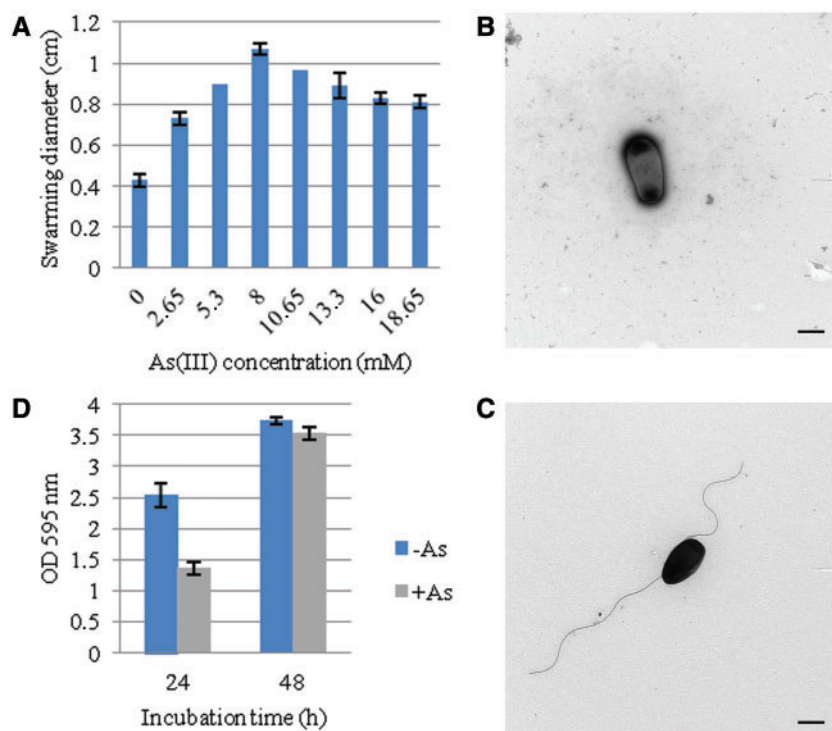 A
Swarming diameter (cm)
1.2
1
0.8
0.6
0.4
0.2
0
0
2.65
5.3
8
10.65
13.3
16
18.65
As(III) concentration (mM)
B
D
OD 595 nm
4
3.5
3
2.5
2
1.5
1
0.5
0
24
48
Incubation time (h)
-As
+As
C